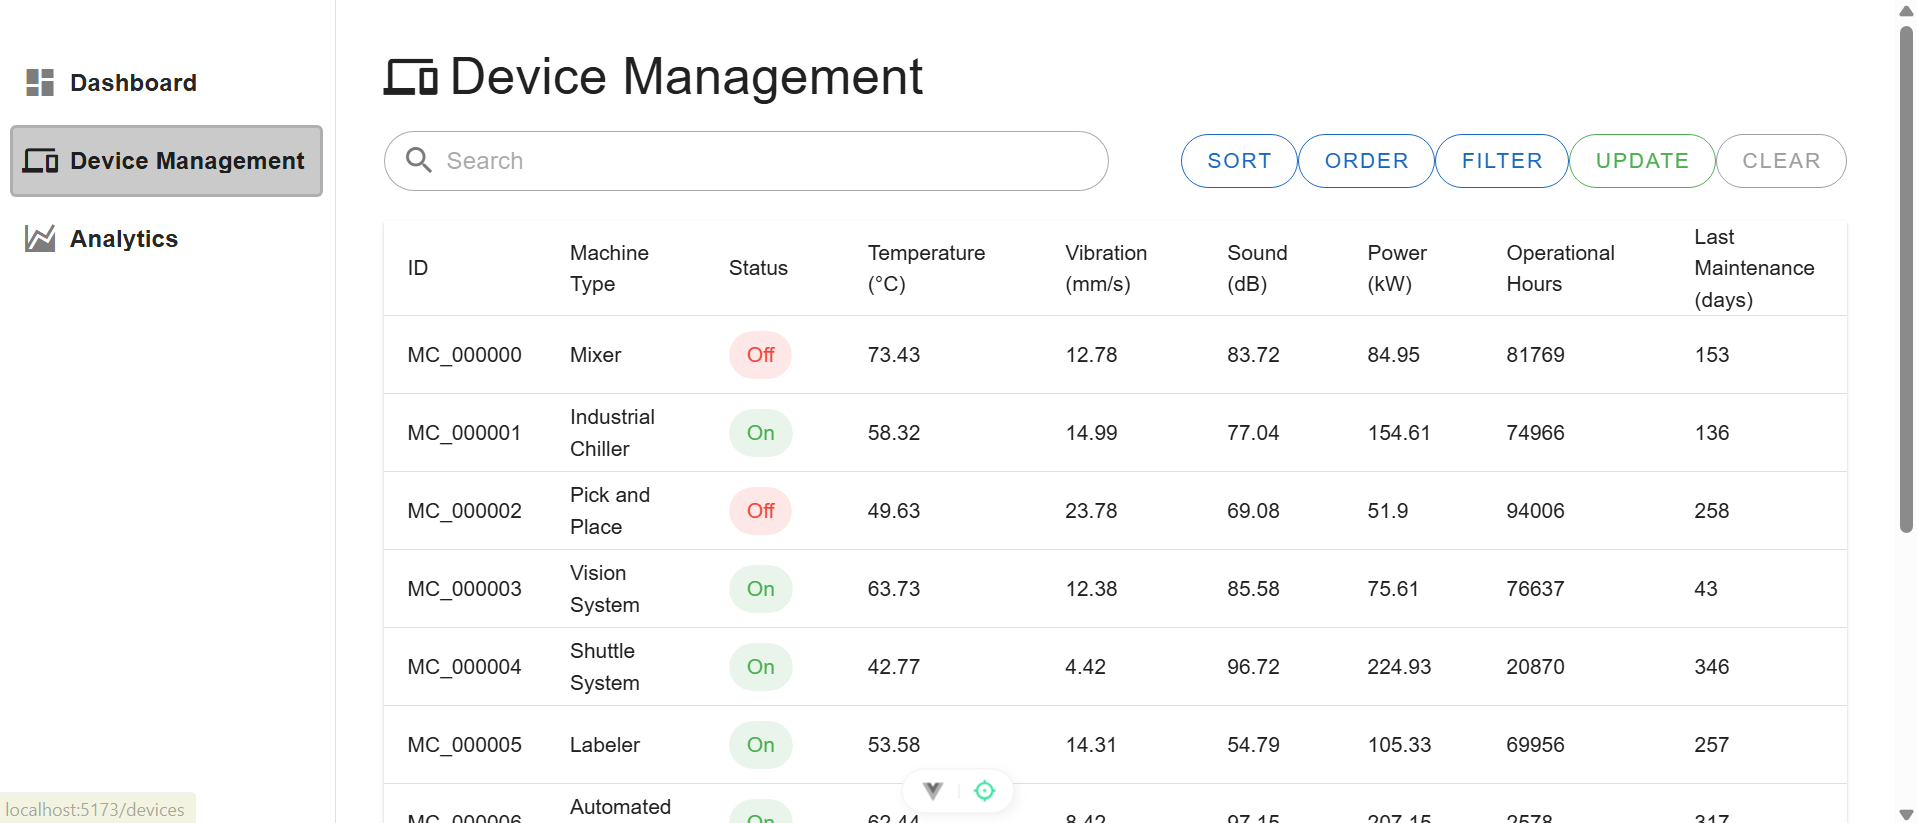 Dashboard
Device Management
Analytics
Device Management
Search
SORT ORDER FILTER UPDATE CLEAR
ID Machine Type Status Temperature (°C) Vibration (mm/s) Sound (dB) Power (kW) Operational Hours Last Maintenance (days)
MC_000000 Mixer Off 73.43 12.78 83.72 84.95 81769 153
MC_000001 Industrial Chiller On 58.32 14.99 77.04 154.61 74966 136
MC_000002 Pick and Place Off 49.63 23.78 69.08 51.9 94006 258
MC_000003 Vision System On 63.73 12.38 85.58 75.61 76637 43
MC_000004 Shuttle System On 42.77 4.42 96.72 224.93 20870 346
MC_000005 Labeler On 53.58 14.31 54.79 105.33 69956 257
MC_000006 Automated On 62.44 8.42 97.15 207.15 2578 317
localhost:5173/devices